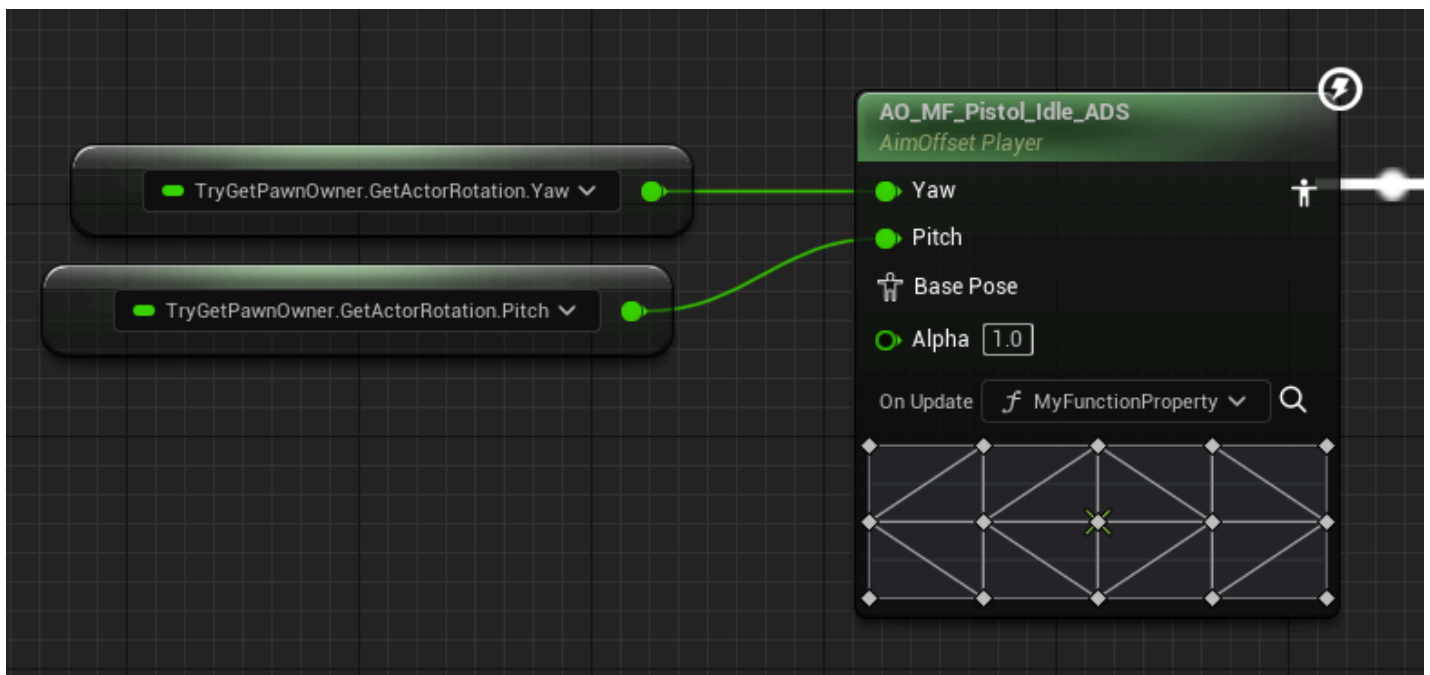 AO_MF_Pistol_Idle_ADS
AimOffset Player
TryGetPawnOwner.GetActorRotation.Yaw
Yaw
Pitch
TryGetPawnOwner.GetActorRotation.Pitch
Base Pose
Alpha 1.0
On Update f MyFunctionProperty